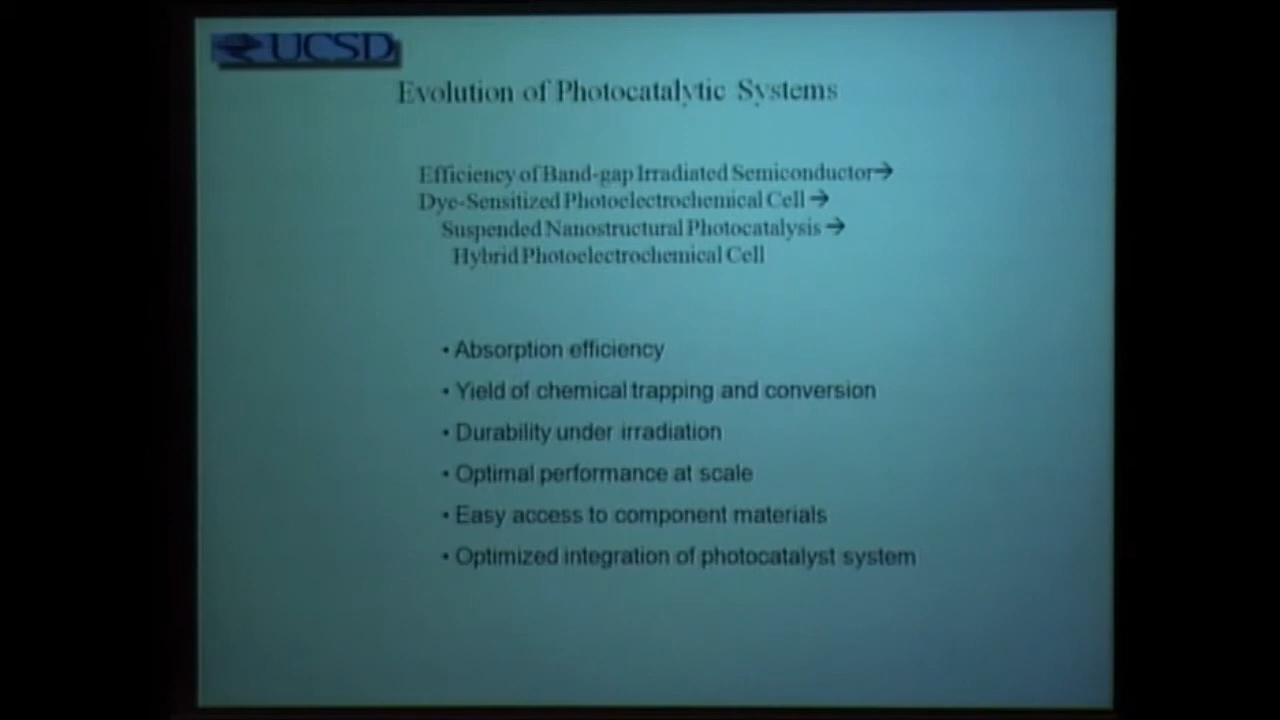 UCSD
Evolution of Photocatalytic Systems
Efficiency of Band-gap Irradiated Semiconductor→
Dye-Sensitized Photoelectrochemical Cell →
Suspended Nanostructural Photocatalysis →
Hybrid Photoelectrochemical Cell
• Absorption efficiency
• Yield of chemical trapping and conversion
• Durability under irradiation
• Optimal performance at scale
• Easy access to component materials
• Optimized integration of photocatalyst system